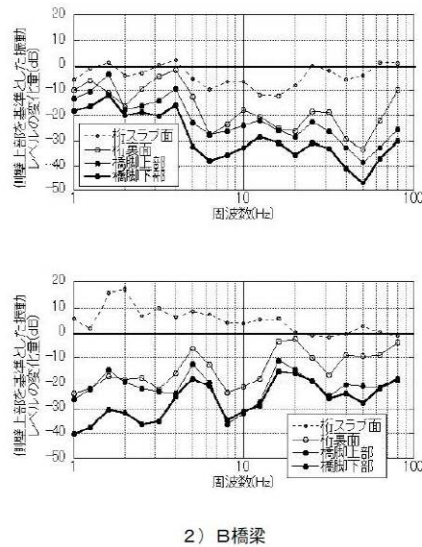 側壁上部を基準とした振動
レベルの変化量(dB)
20
10
0
-10
-20
-30
-40
-50
桁スラブ面
桁裏面
橋脚上部
橋脚下部
1
10
100
周波数(Hz)
側壁上部を基準とした振動
レベルの変化量(dB)
20
10
0
-10
-20
-30
-40
-50
桁スラブ面
桁裏面
橋脚上部
橋脚下部
1
10
100
周波数(Hz)
2）B橋梁